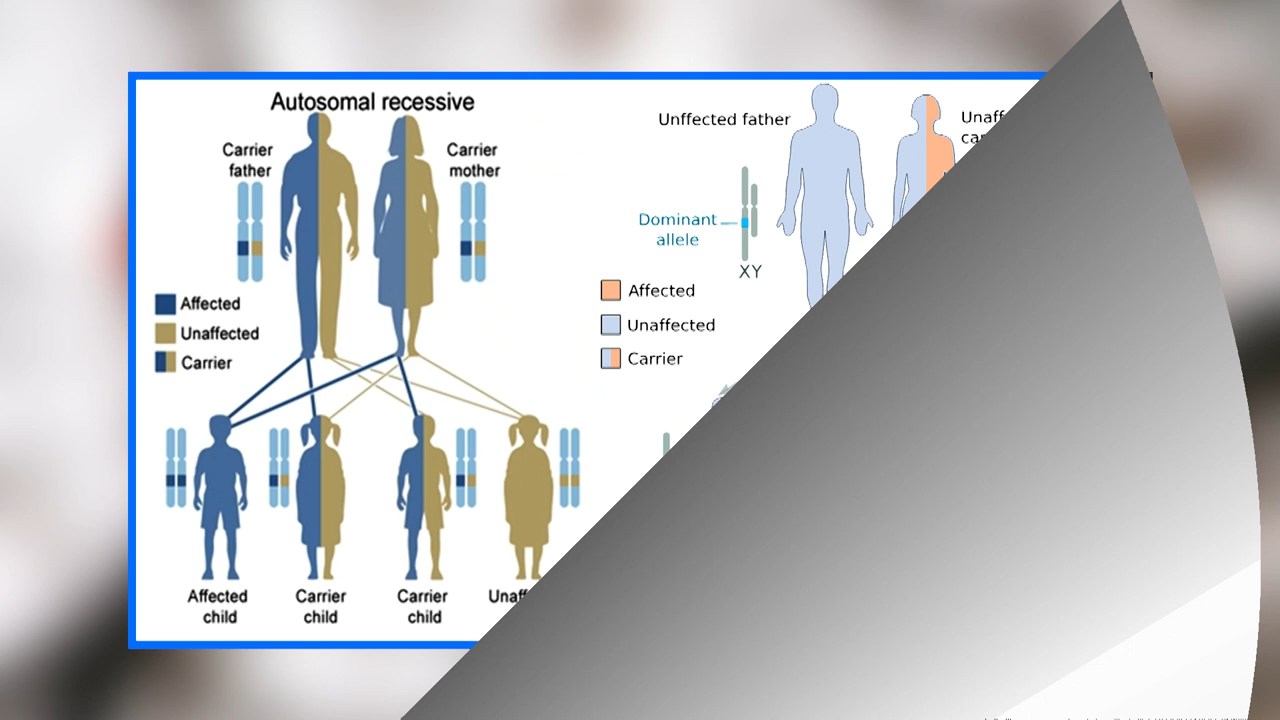 Autosomal recessive
Carrier
father
Carrier
mother
Affected
Unaffected
Carrier
Affected
child
Carrier
child
Carrier
child
Unffected father
Dominant
allele
XY
Affected
Unaffected
Carrier